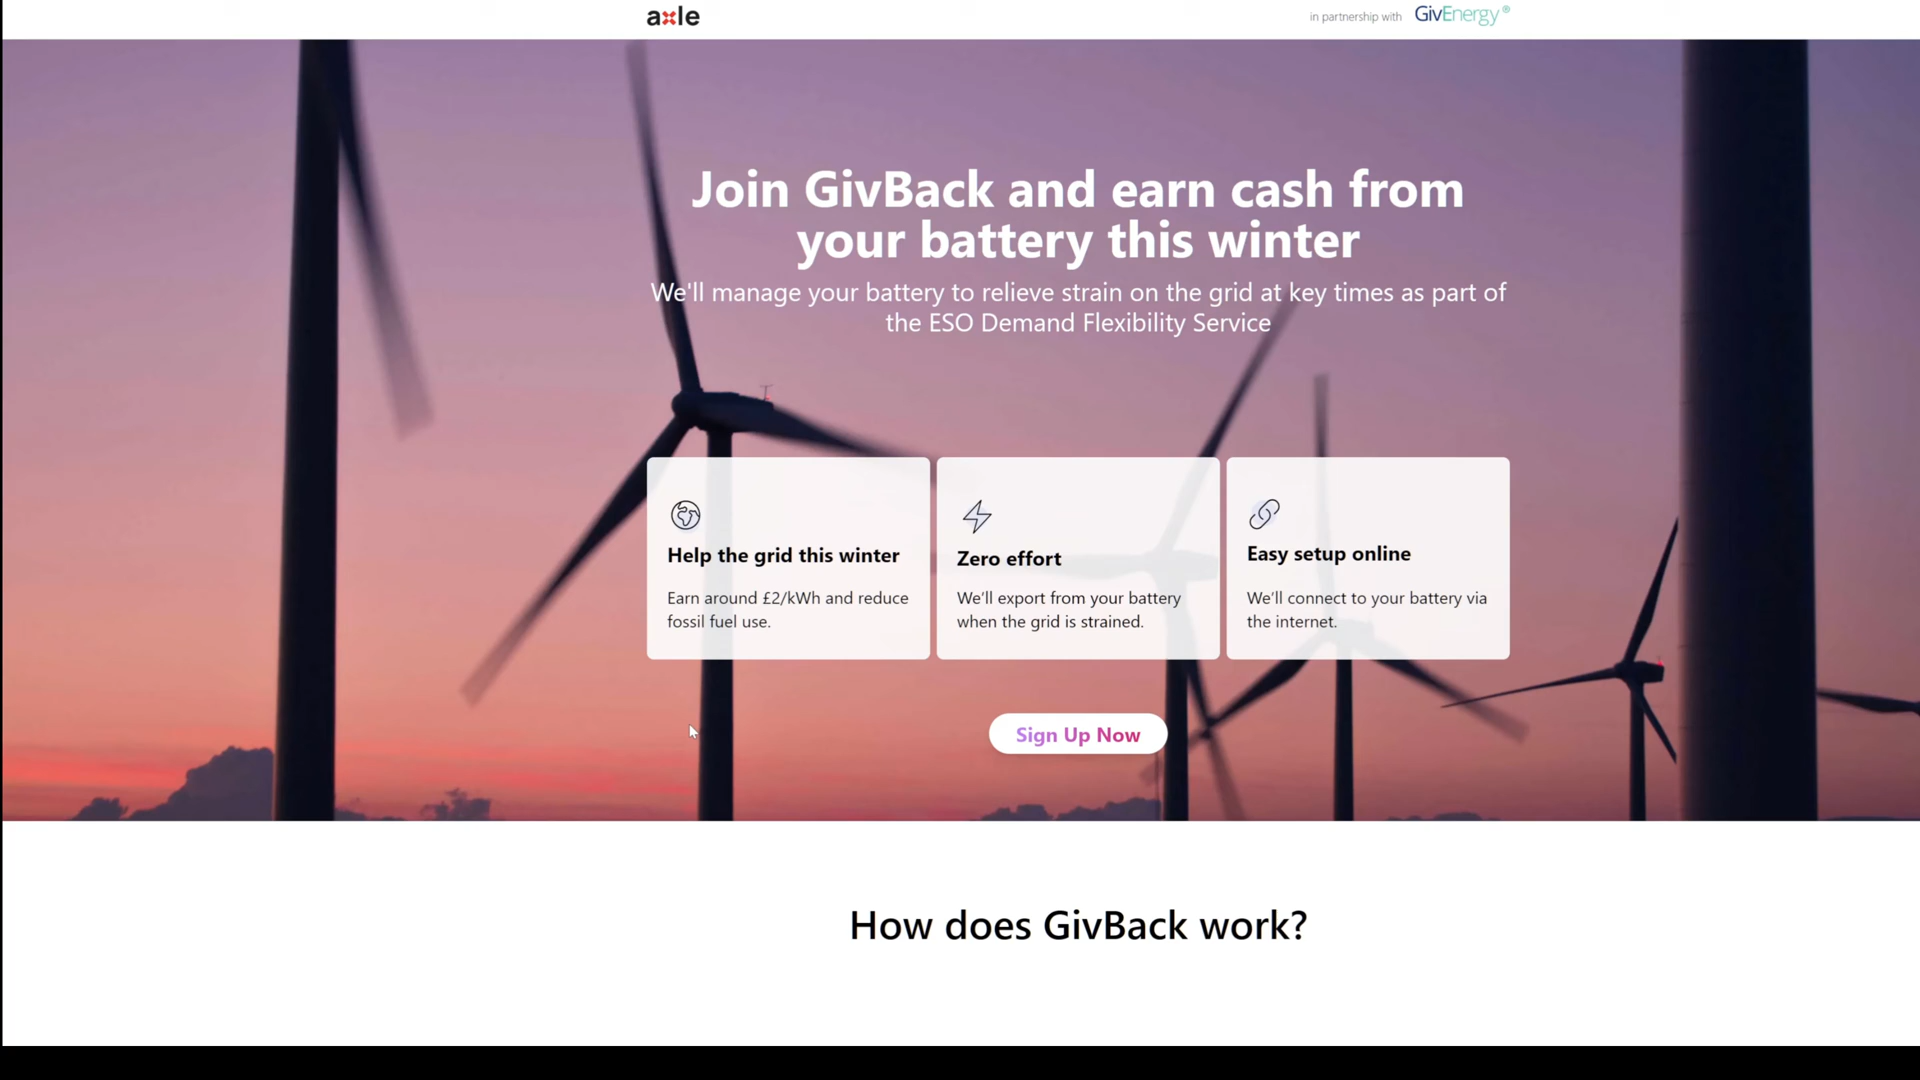 axle
in partnership with GivEnergy®
Join GivBack and earn cash from
your battery this winter
We'll manage your battery to relieve strain on the grid at key times as part of
the ESO Demand Flexibility Service
Help the grid this winter
Earn around £2/kWh and reduce
fossil fuel use.
Zero effort
We'll export from your battery
when the grid is strained.
Easy setup online
We'll connect to your battery via
the internet.
Sign Up Now
How does GivBack work?